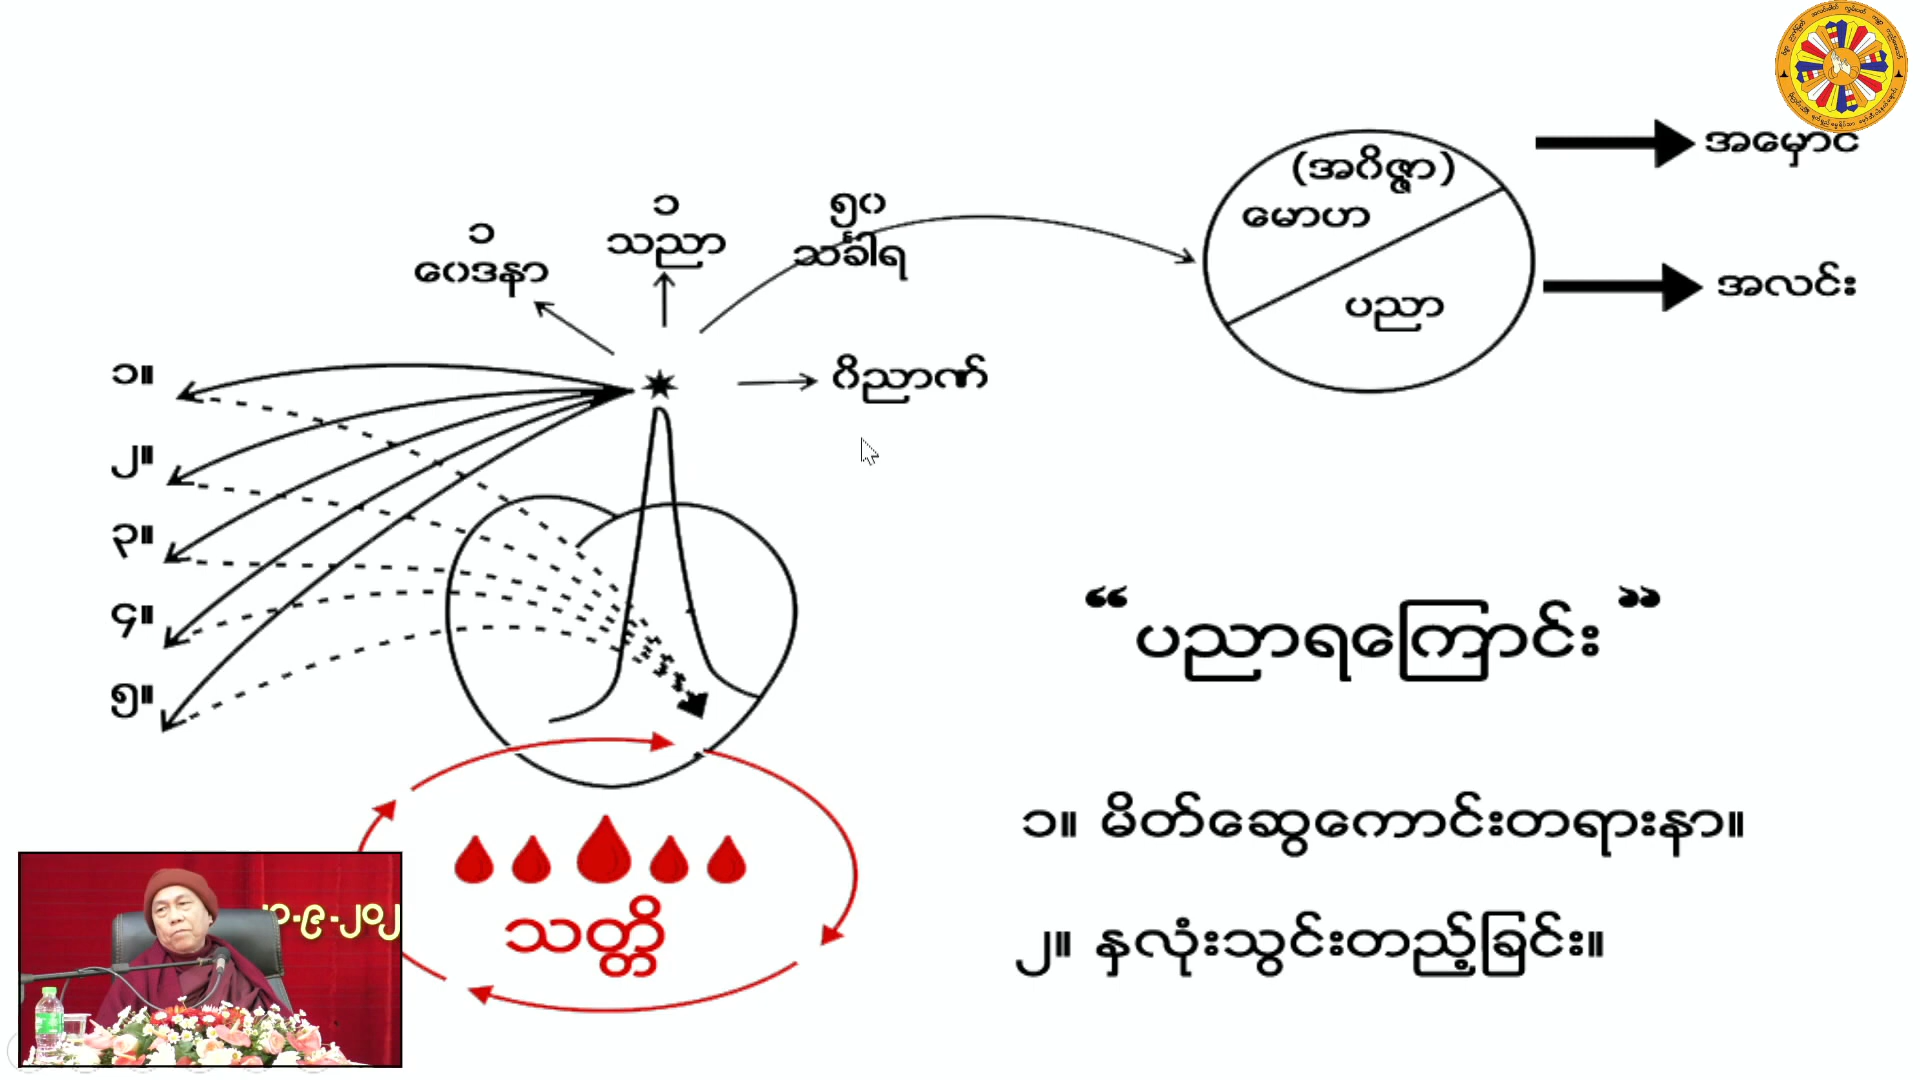 အမှောင်
(အဝိဇ္ဇာ)
မောဟ
၁
ဝေဒနာ
၁
သညာ
၅၀
သင်္ခါရ
ပညာ
အလင်း
၁။
ဝိညာဏ်
၂။
၃။
၄။
၅။
“ပညာရကြောင်း”
၁။ မိတ်ဆွေကောင်းတရားနာ။
၂။ နှလုံးသွင်းတည့်ခြင်း။
သတ္တိ